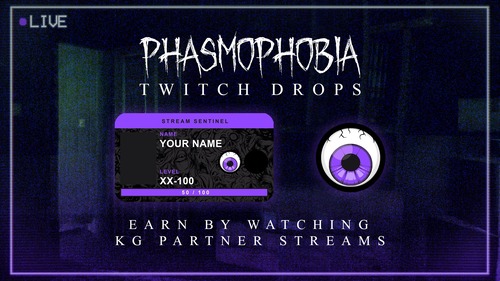 LIVE
PHASMOPHOBIA
TWITCH DROPS
STREAM SENTINEL
NAME
YOUR NAME
LEVEL
XX-100
50 / 100
EARN BY WATCHING
KG PARTNER STREAMS